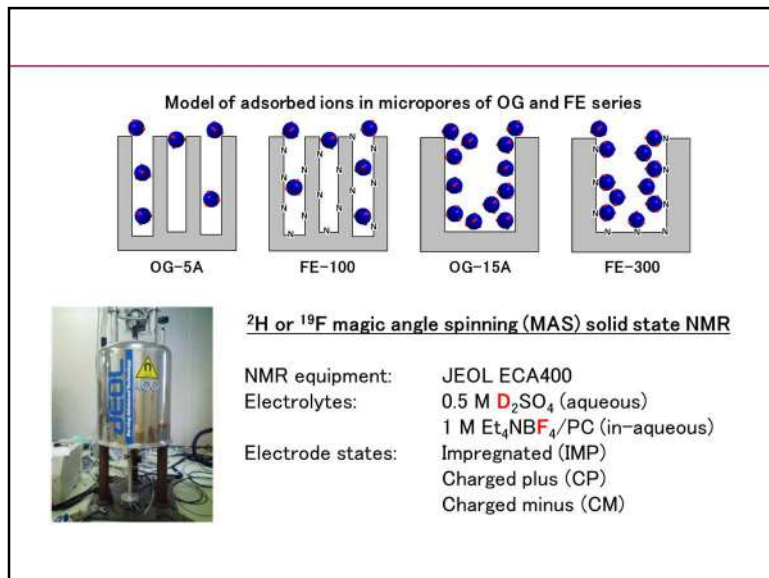 Model of adsorbed ions in micropores of OG and FE series
N N N N N N N N N N N N
N N N N N N N N
OG-5A FE-100 OG-15A FE-300
²H or ¹⁹F magic angle spinning (MAS) solid state NMR
JEOL
NMR equipment: JEOL ECA400
Electrolytes: 0.5 M D₂SO₄ (aqueous)
1 M Et₄NBF₄/PC (in-aqueous)
Electrode states: Impregnated (IMP)
Charged plus (CP)
Charged minus (CM)